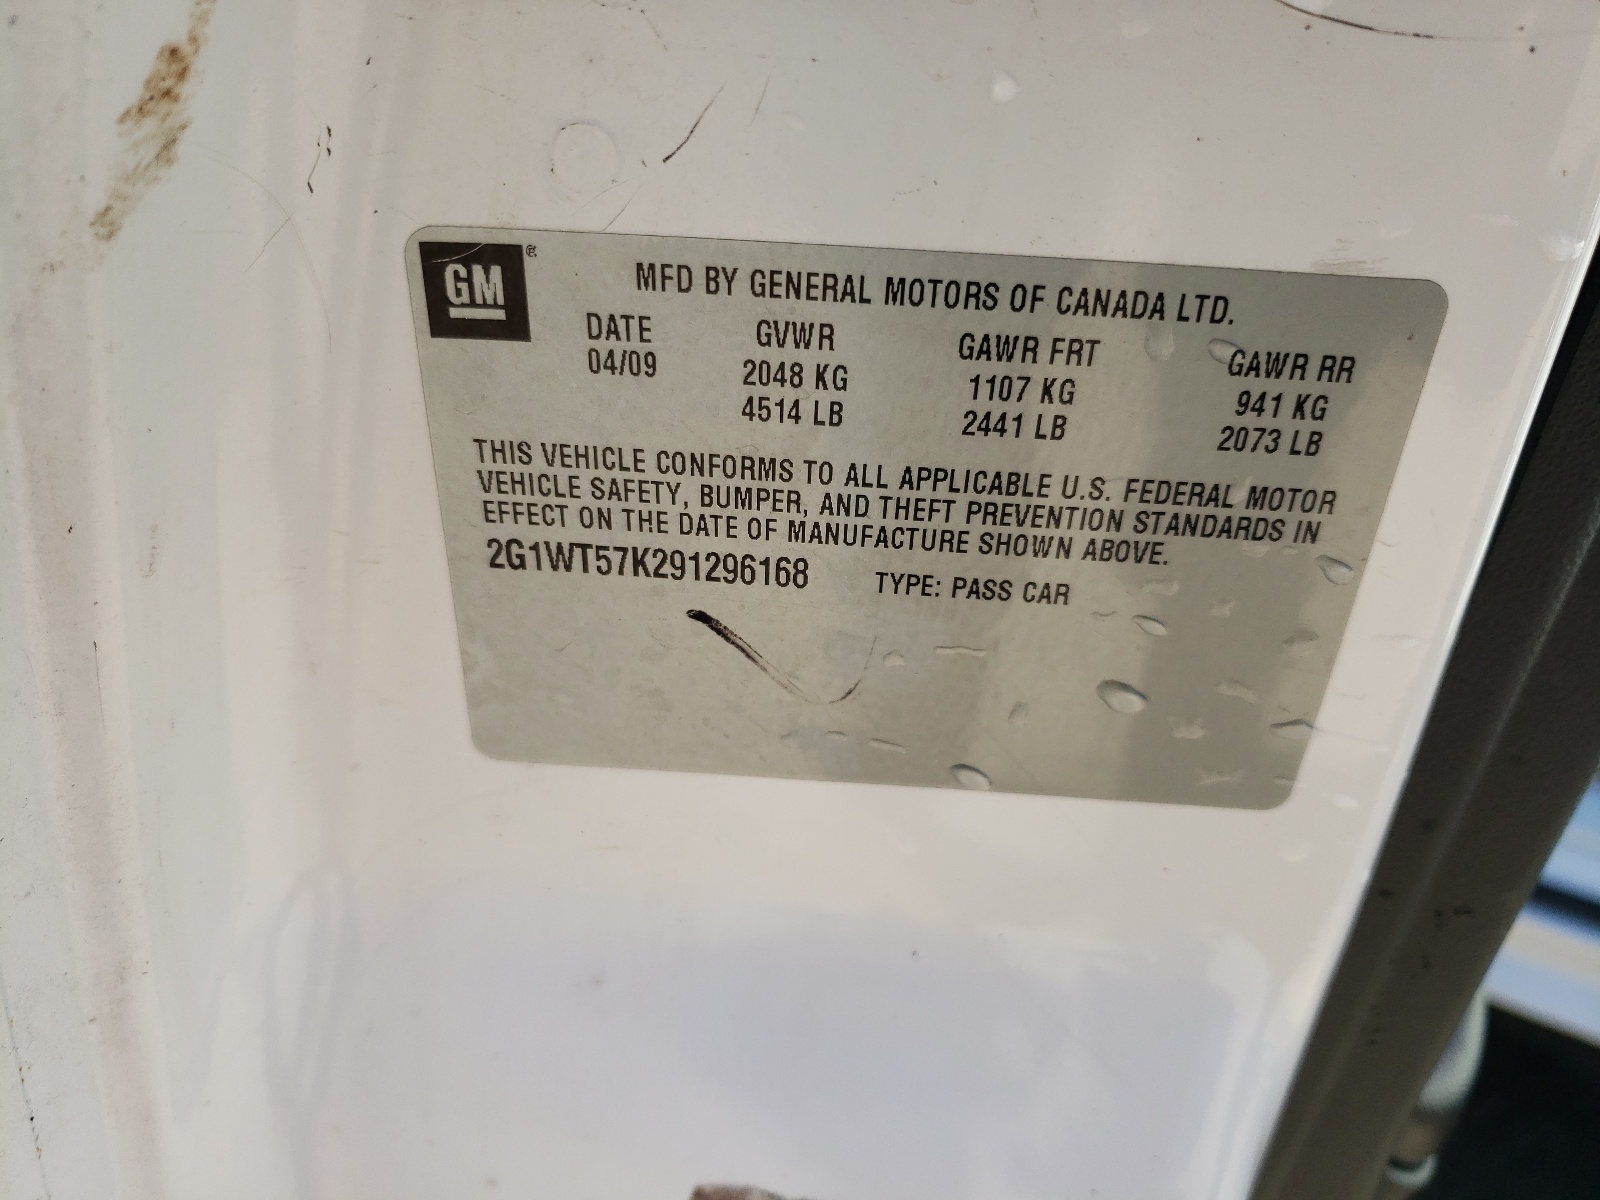 GM ®
MFD BY GENERAL MOTORS OF CANADA LTD.
DATE GVWR GAWR FRT GAWR RR
04/09 2048 KG 1107 KG 941 KG
4514 LB 2441 LB 2073 LB
THIS VEHICLE CONFORMS TO ALL APPLICABLE U.S. FEDERAL MOTOR
VEHICLE SAFETY, BUMPER, AND THEFT PREVENTION STANDARDS IN
EFFECT ON THE DATE OF MANUFACTURE SHOWN ABOVE.
2G1WT57K291296168 TYPE: PASS CAR